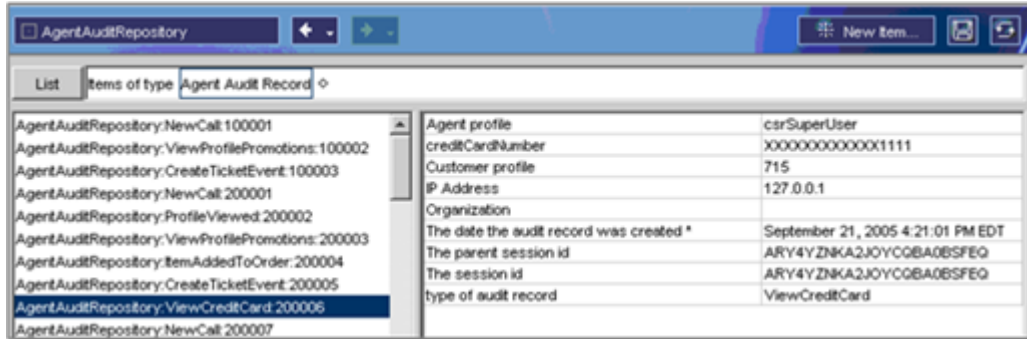 AgentAuditRepository
New Item...
List
Items of type Agent Audit Record
AgentAuditRepository:NewCall:100001
AgentAuditRepository:ViewProfilePromotions:100002
AgentAuditRepository:CreateTicketEvent:100003
AgentAuditRepository:NewCall:200001
AgentAuditRepository:ProfileViewed:200002
AgentAuditRepository:ViewProfilePromotions:200003
AgentAuditRepository:ItemAddedToOrder:200004
AgentAuditRepository:CreateTicketEvent:200005
AgentAuditRepository:ViewCreditCard:200006
AgentAuditRepository:NewCall:200007
Agent profile csrSuperUser
creditCardNumber XXXXXXXXXXXX1111
Customer profile 715
IP Address 127.0.0.1
Organization
The date the audit record was created * September 21, 2005 4:21:01 PM EDT
The parent session id ARY4YZNKA2JOYCQBA0BSFEQ
The session id ARY4YZNKA2JOYCQBA0BSFEQ
type of audit record ViewCreditCard